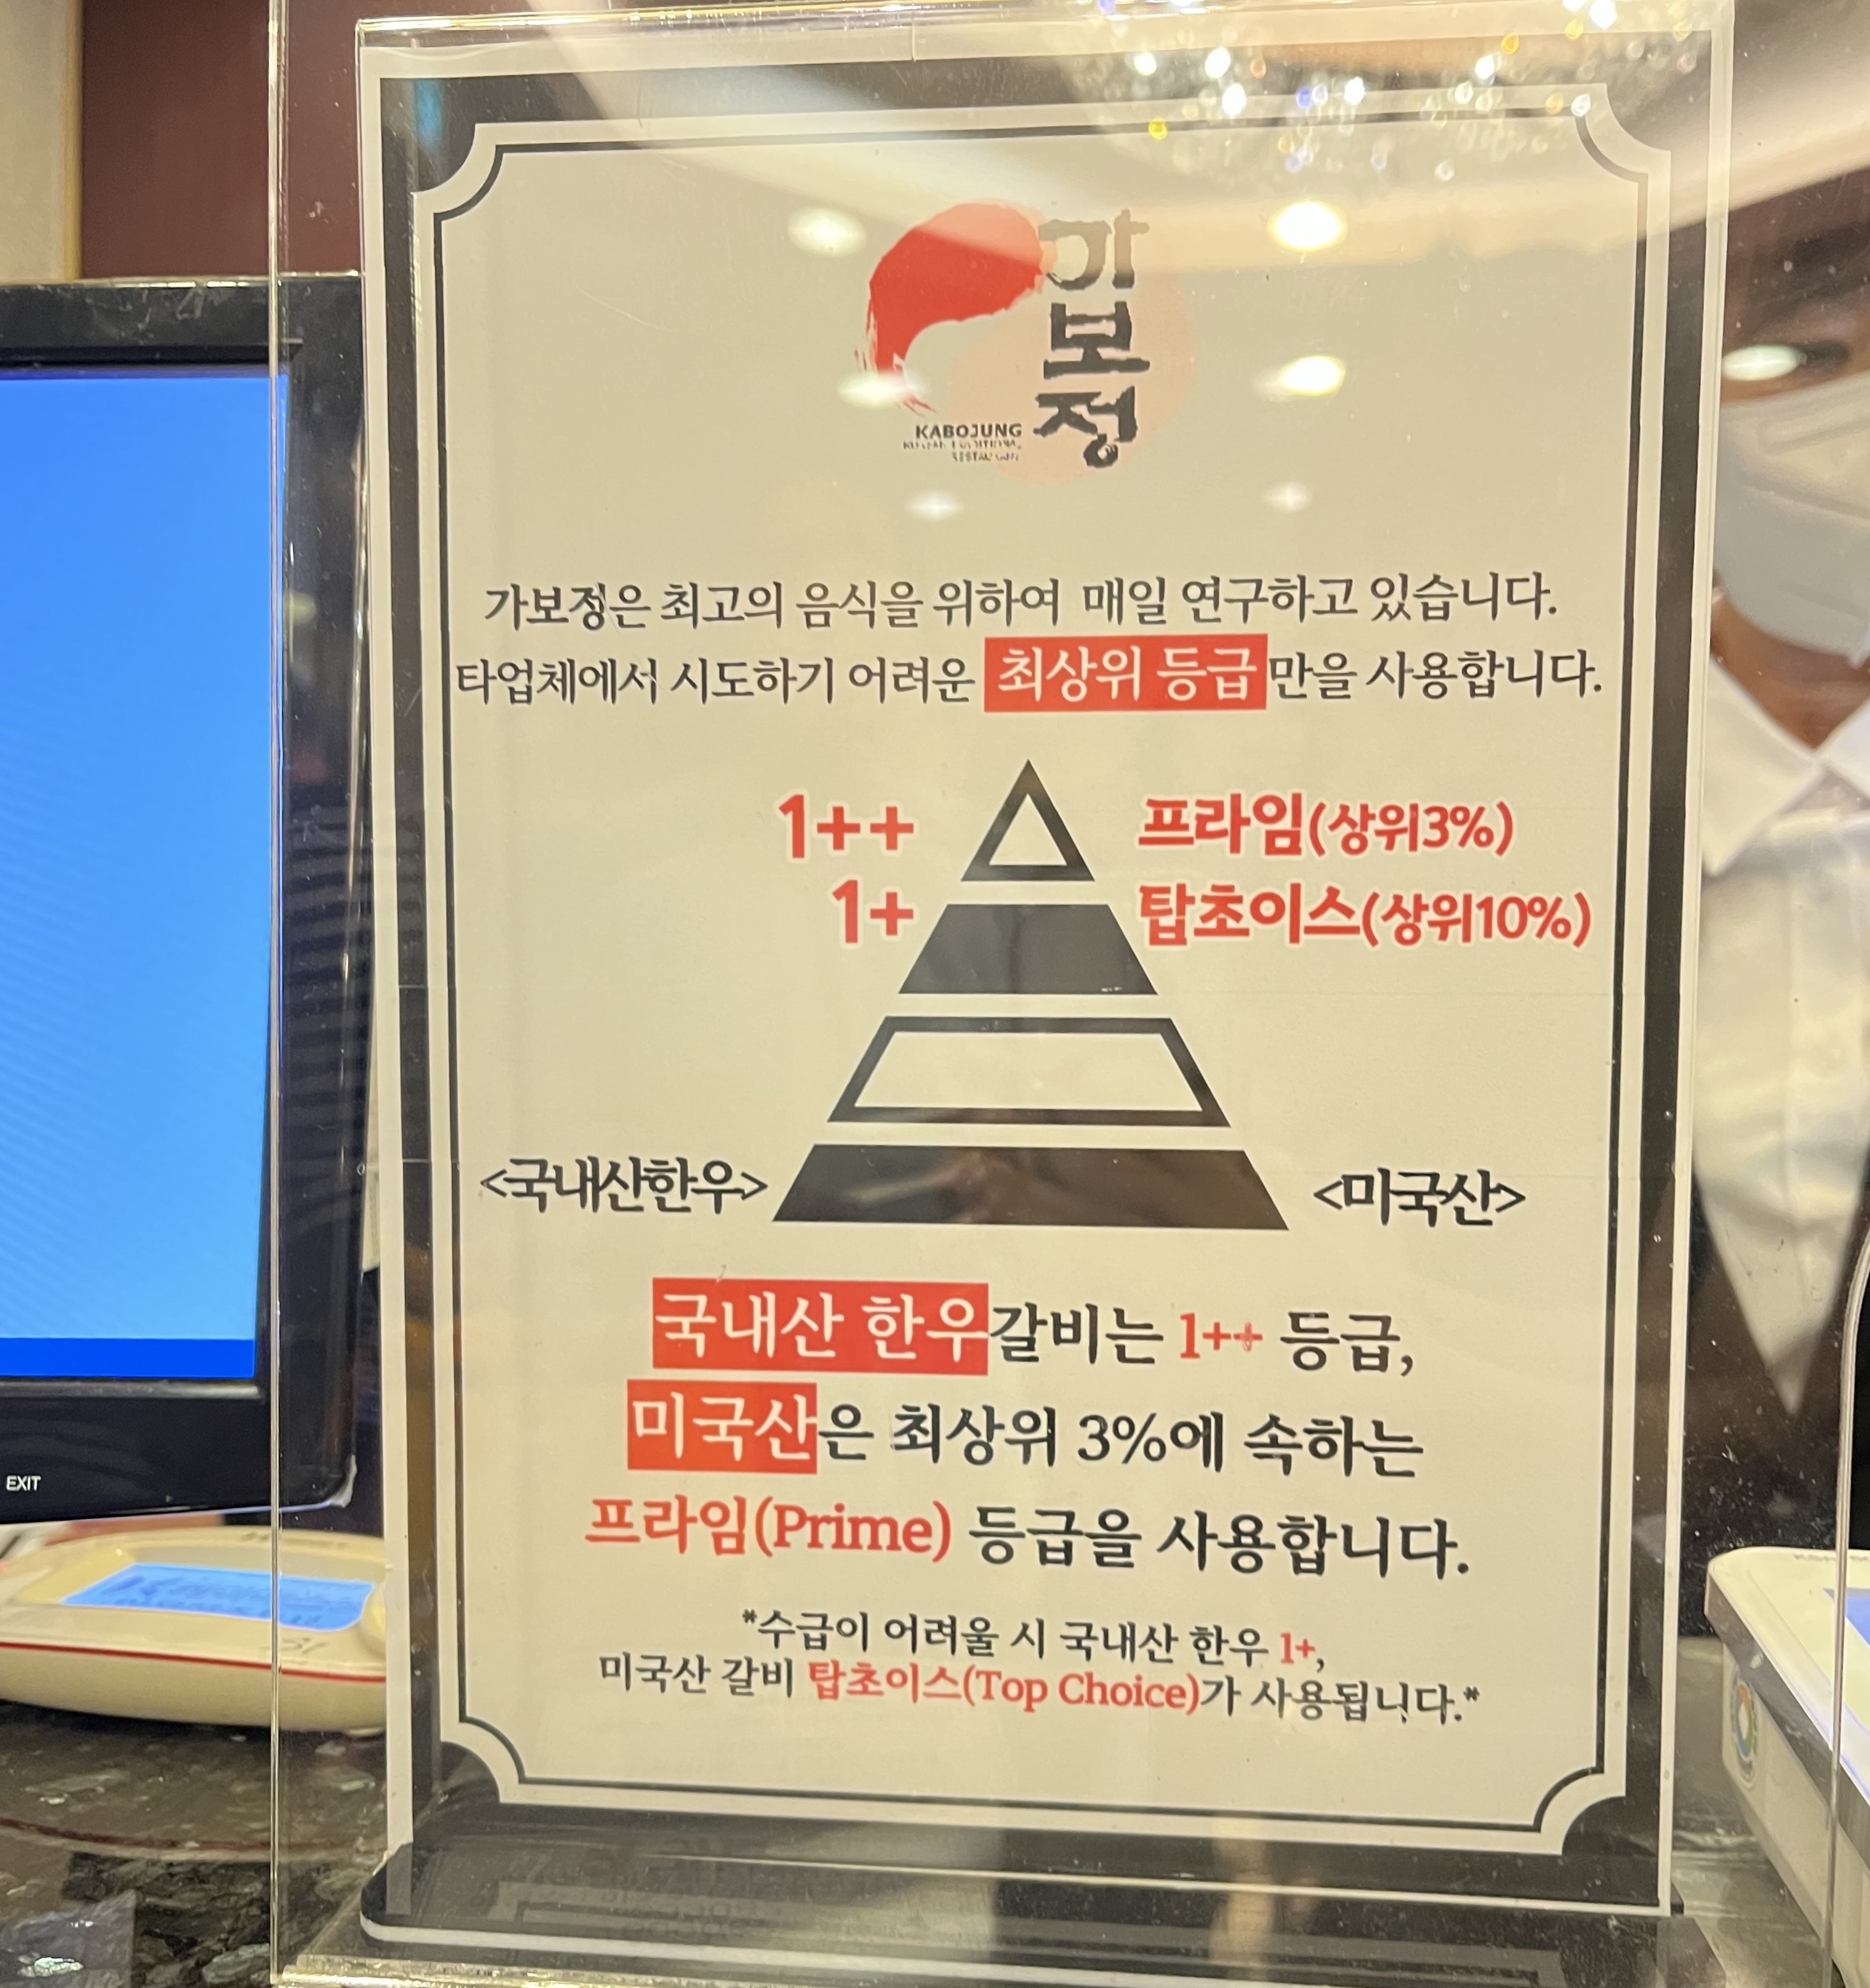 가보정
KABOJUNG
가보정은 최고의 음식을 위하여 매일 연구하고 있습니다.
타업체에서 시도하기 어려운 최상위 등급만을 사용합니다.
1++ 프라임(상위3%)
1+ 탑초이스(상위10%)
<국내산한우> <미국산>
국내산 한우갈비는 1++ 등급,
미국산은 최상위 3%에 속하는
프라임(Prime) 등급을 사용합니다.
*수급이 어려울 시 국내산 한우 1+,
미국산 갈비 탑초이스(Top Choice)가 사용됩니다.*
EXIT